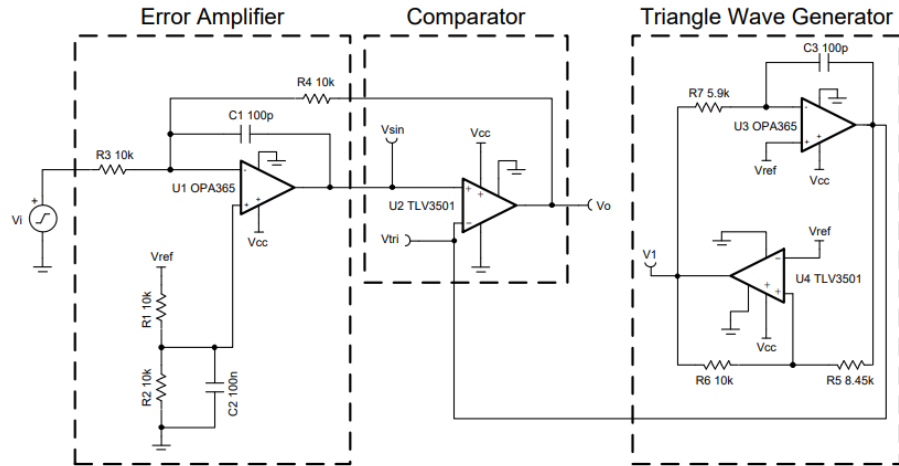 Error Amplifier
Comparator
Triangle Wave Generator
C3 100p
R4 10k
R7 5.9k
C1 100p
Vsin
-
+
U3 OPA365
Vcc
Vref
Vcc
R3 10k
-
+
U1 OPA365
+
-
U2 TLV3501
Vo
Vi
+
Vcc
Vtri
Vref
V1
Vref
-
+
U4 TLV3501
R1 10k
Vcc
R2 10k
C2 100n
R6 10k
R5 8.45k